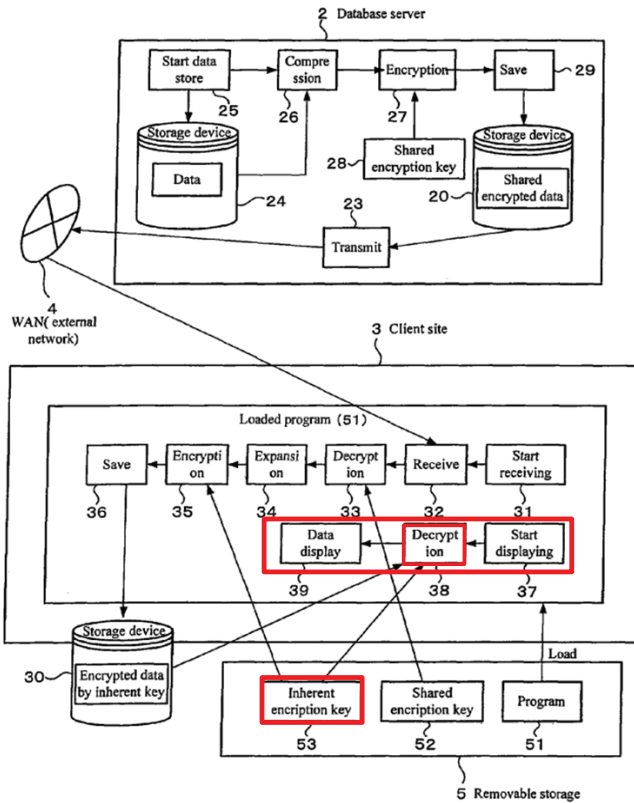 2 Database server
Start data
store
25
Compre
ssion
26
Encryption
27
Save
29
Storage device
Data
24
28
Shared
encryption key
Storage device
20
Shared
encrypted data
23
Transmit
4
WAN( external
network)
3 Client site
Loaded program (51)
Save
36
Encrypti
on
35
Expansi
on
34
Decrypt
ion
33
Receive
32
Start
receiving
31
Data
display
39
Decrypt
ion
38
Start
displaying
37
Storage device
30
Encrypted data
by inherent key
Load
Inherent
encription key
53
Shared
encription key
52
Program
51
5 Removable storage